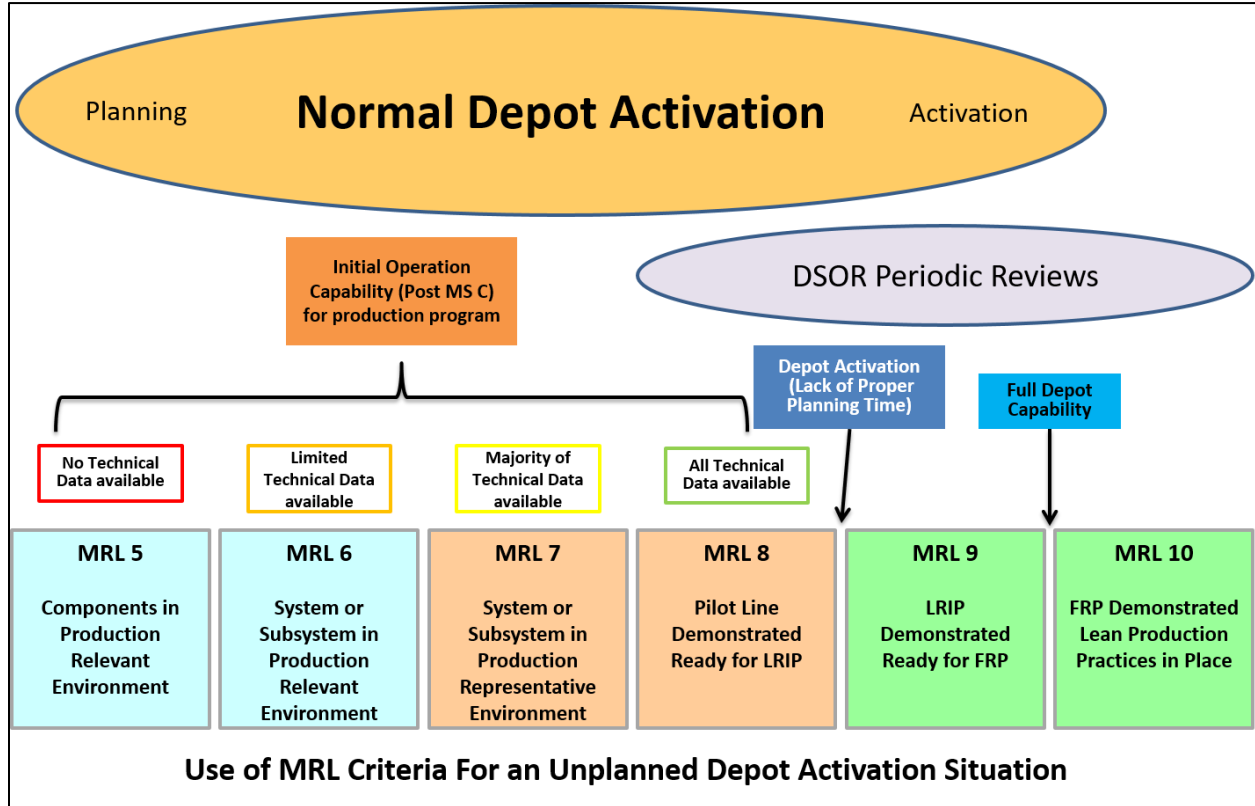 Planning
Normal Depot Activation
Activation
Initial Operation
Capability (Post MS C)
for production program
DSOR Periodic Reviews
Depot Activation
(Lack of Proper
Planning Time)
Full Depot
Capability
No Technical
Data available
Limited
Technical Data
available
Majority of
Technical Data
available
All Technical
Data available
MRL 5
Components in
Production
Relevant
Environment
MRL 6
System or
Subsystem in
Production
Relevant
Environment
MRL 7
System or
Subsystem in
Production
Representative
Environment
MRL 8
Pilot Line
Demonstrated
Ready for LRIP
MRL 9
LRIP
Demonstrated
Ready for FRP
MRL 10
FRP Demonstrated
Lean Production
Practices in Place
Use of MRL Criteria For an Unplanned Depot Activation Situation